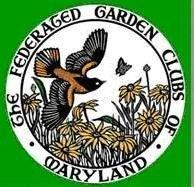 THE FEDERATED GARDEN CLUBS OF
• MARYLAND •